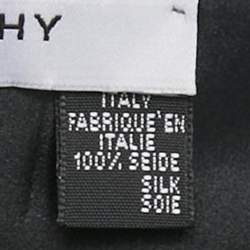 HY
ITALY
FABRIQUE'EN
ITALIE
100% SEIDE
SILK
SOIE